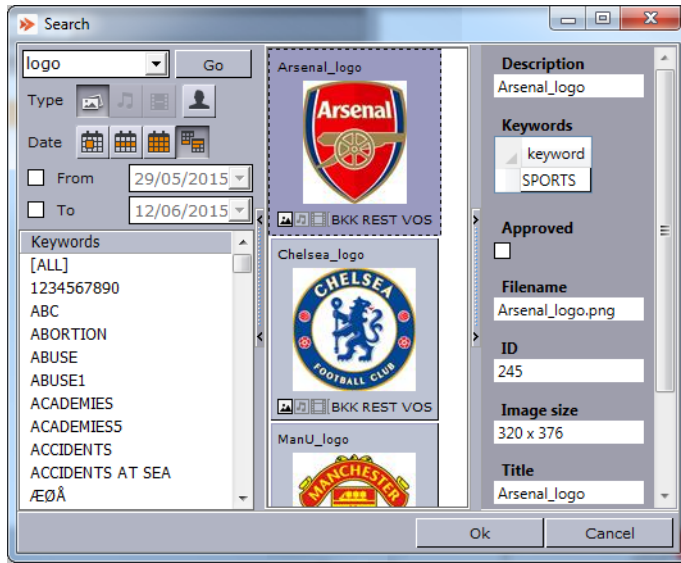 Search
logo
Go
Type
Date
From
29/05/2015
To
12/06/2015
Keywords
[ALL]
1234567890
ABC
ABORTION
ABUSE
ABUSE1
ACADEMIES
ACADEMIES5
ACCIDENTS
ACCIDENTS AT SEA
ÆØÅ
Arsenal_logo
Arsenal
BKK REST VOS
Chelsea_logo
CHELSEA
FOOTBALL CLUB
BKK REST VOS
ManU_logo
MANCHESTER
Description
Arsenal_logo
Keywords
keyword
SPORTS
Approved
Filename
Arsenal_logo.png
ID
245
Image size
320 x 376
Title
Arsenal_logo
Ok
Cancel